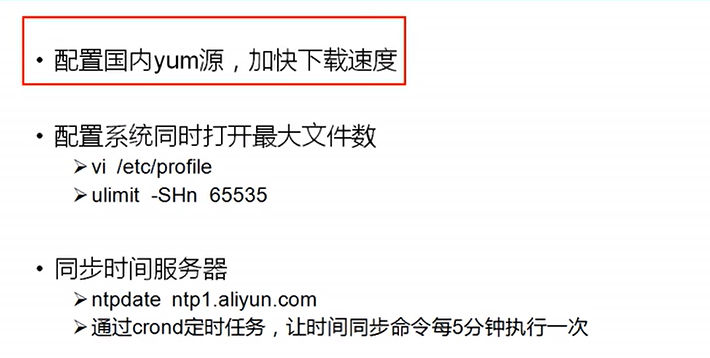 • 配置国内yum源，加快下载速度
• 配置系统同时打开最大文件数
➢vi /etc/profile
➢ulimit -SHn 65535
• 同步时间服务器
➢ntpdate ntp1.aliyun.com
➢通过crond定时任务，让时间同步命令每5分钟执行一次